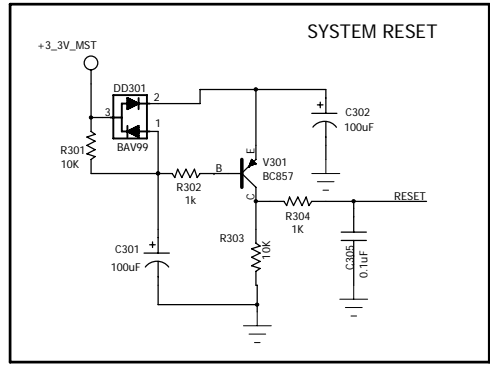 SYSTEM RESET
+3_3V_MST
DD301
2
3
1
BAV99
R301
10K
C302
100uF
E
V301
BC857
B
C
R302
1k
RESET
R304
1K
C301
100uF
R303
10K
C305
0.1uF
+
+